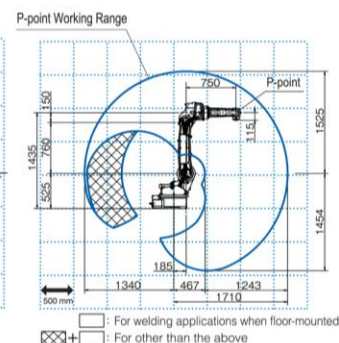 P-point Working Range
750
P-point
150
115
1525
1435
760
525
1454
185
1340
467
1243
1710
500 mm
: For welding applications when floor-mounted
+ : For other than the above